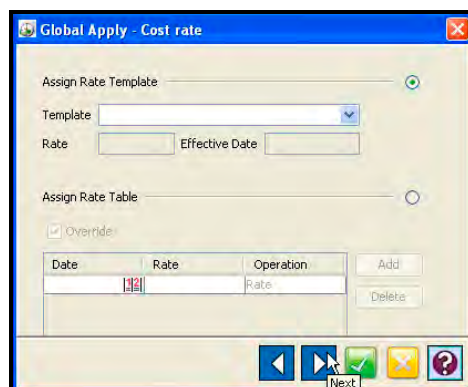 Global Apply - Cost rate
Assign Rate Template
Template
Rate Effective Date
Assign Rate Table
Override
Date Rate Operation Add
12 Rate
Delete
Next